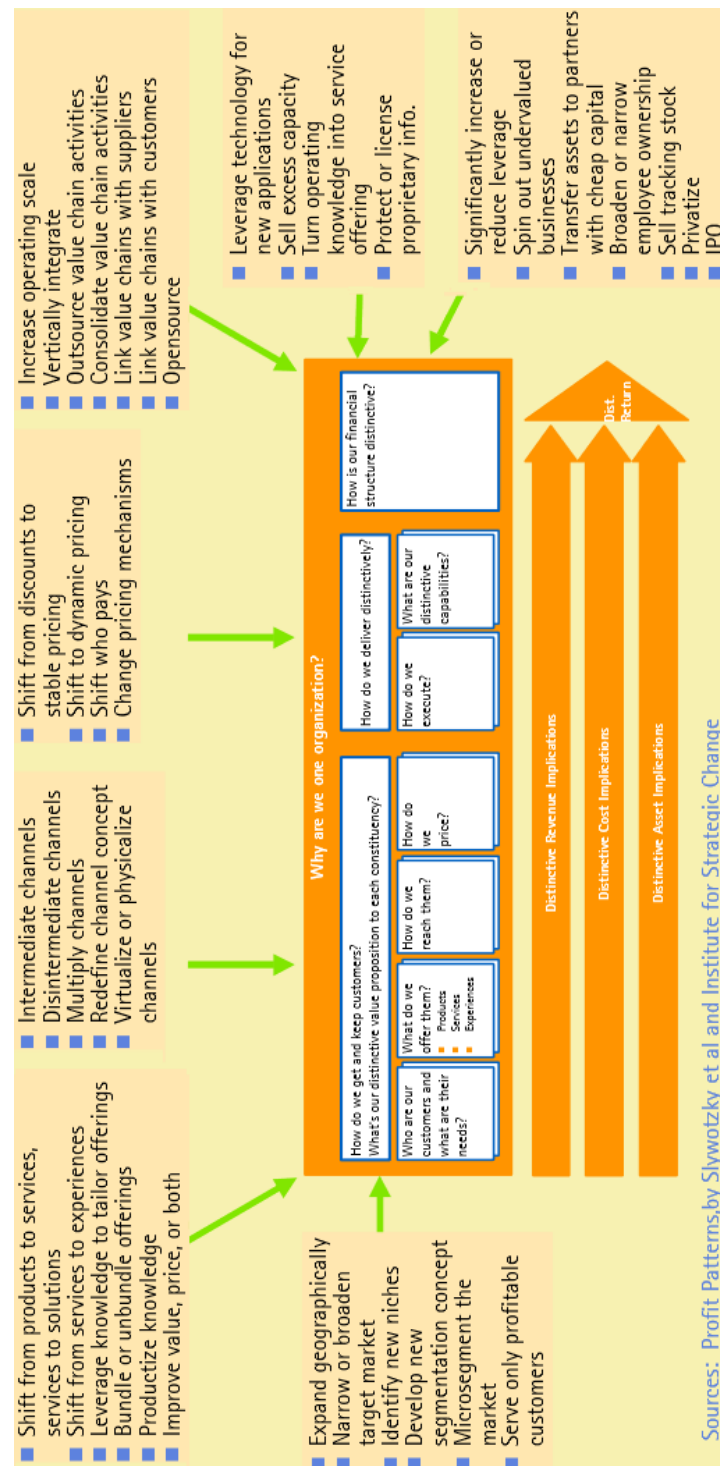 Shift from products to services,
services to solutions
Shift from services to experiences
Leverage knowledge to tailor offerings
Bundle or unbundle offerings
Productize knowledge
Improve value, price, or both
Intermediate channels
Disintermediate channels
Multiply channels
Redefine channel concept
Virtualize or physicalize
channels
Shift from discounts to
stable pricing
Shift to dynamic pricing
Shift who pays
Change pricing mechanisms
Increase operating scale
Vertically integrate
Outsource value chain activities
Consolidate value chain activities
Link value chains with suppliers
Link value chains with customers
Opensource
Leverage technology for
new applications
Sell excess capacity
Turn operating
knowledge into service
offering
Protect or license
proprietary info.
Significantly increase or
reduce leverage
Spin out undervalued
businesses
Transfer assets to partners
with cheap capital
Broaden or narrow
employee ownership
Sell tracking stock
Privatize
IPO
Expand geographically
Narrow or broaden
target market
Identify new niches
Develop new
segmentation concept
Microsegment the
market
Serve only profitable
customers
Why are we one organization?
How do we get and keep customers?
What's our distinctive value proposition to each constituency?
Who are our
customers and
what are their
needs?
What do we
offer them?
Products
Services
Experiences
How do we
reach them?
How do
we
price?
How do we deliver distinctively?
How do we
execute?
What are our
distinctive
capabilities?
How is our financial
structure distinctive?
Distinctive Revenue Implications
Distinctive Cost Implications
Distinctive Asset Implications
Dist.
Return
Sources: Profit Patterns,by Slywotzky et al and Institute for Strategic Change